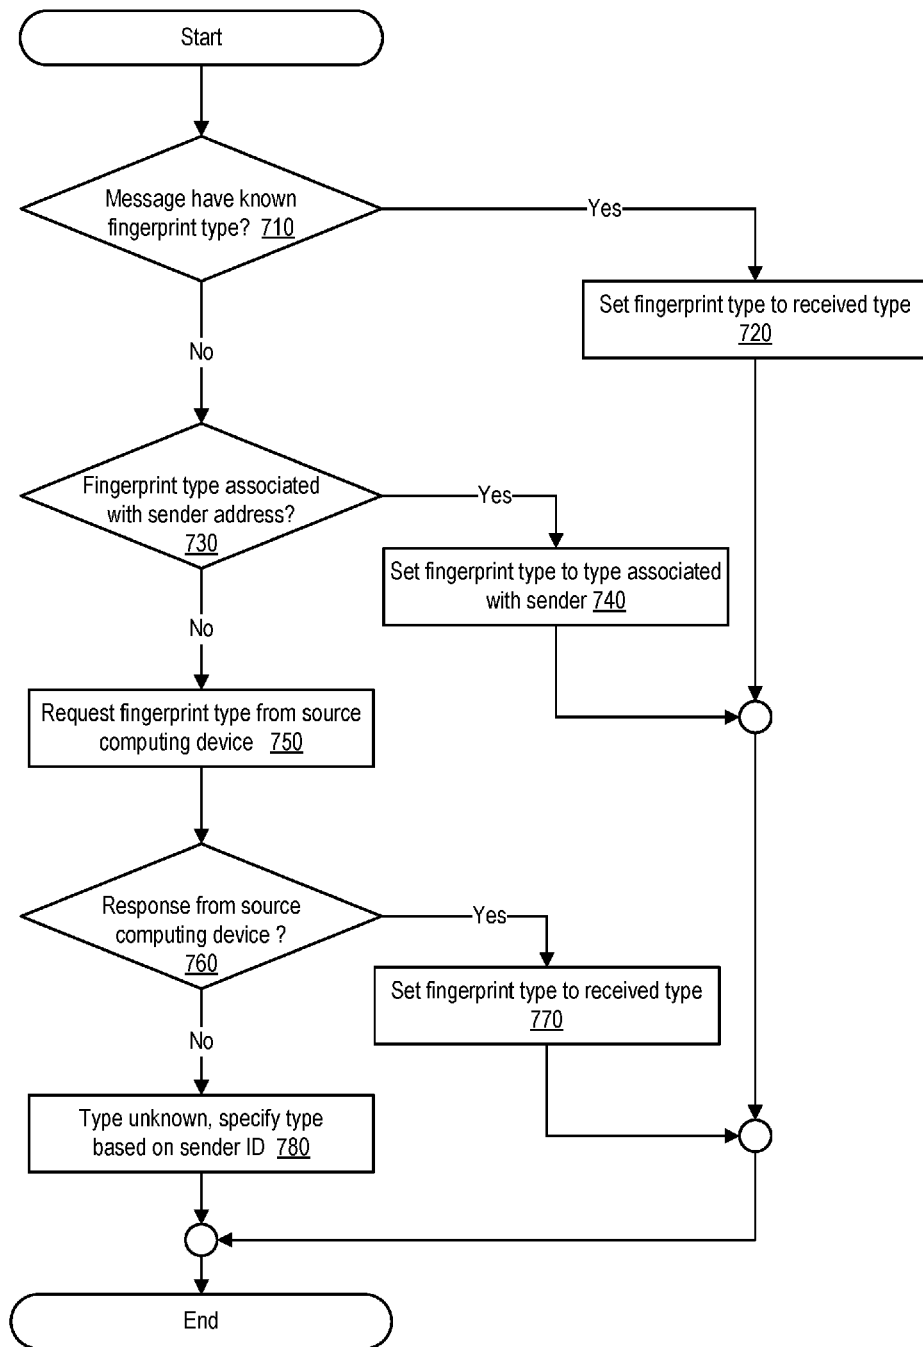 Start
Message have known
fingerprint type? 710
Yes
Set fingerprint type to received type
720
No
Fingerprint type associated
with sender address?
730
Yes
Set fingerprint type to type associated
with sender 740
No
Request fingerprint type from source
computing device 750
Response from source
computing device ?
760
Yes
Set fingerprint type to received type
770
No
Type unknown, specify type
based on sender ID 780
End